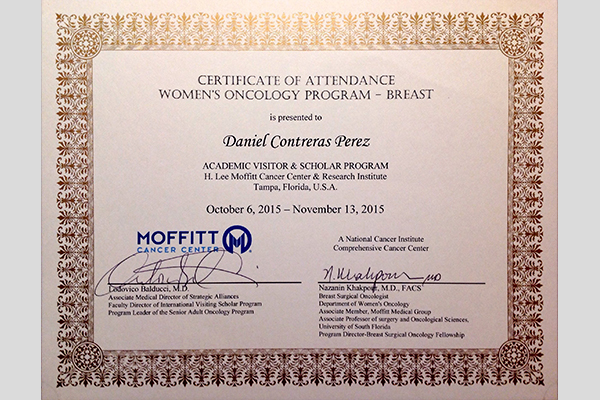 CERTIFICATE OF ATTENDANCE
WOMEN'S ONCOLOGY PROGRAM – BREAST
is presented to
Daniel Contreras Perez
ACADEMIC VISITOR & SCHOLAR PROGRAM
H. Lee Moffitt Cancer Center & Research Institute
Tampa, Florida, U.S.A.
October 6, 2015 – November 13, 2015
MOFFITT
CANCER CENTER
Lodovico Balducci, M.D.
Associate Medical Director of Strategic Alliances
Faculty Director of International Visiting Scholar Program
Program Leader of the Senior Adult Oncology Program
A National Cancer Institute
Comprehensive Cancer Center
N. Khakpour MD
Nazanin Khakpour, M.D., FACS
Breast Surgical Oncologist
Department of Women's Oncology
Associate Member, Moffitt Medical Group
Associate Professor of surgery and Oncological Sciences,
University of South Florida
Program Director-Breast Surgical Oncology Fellowship